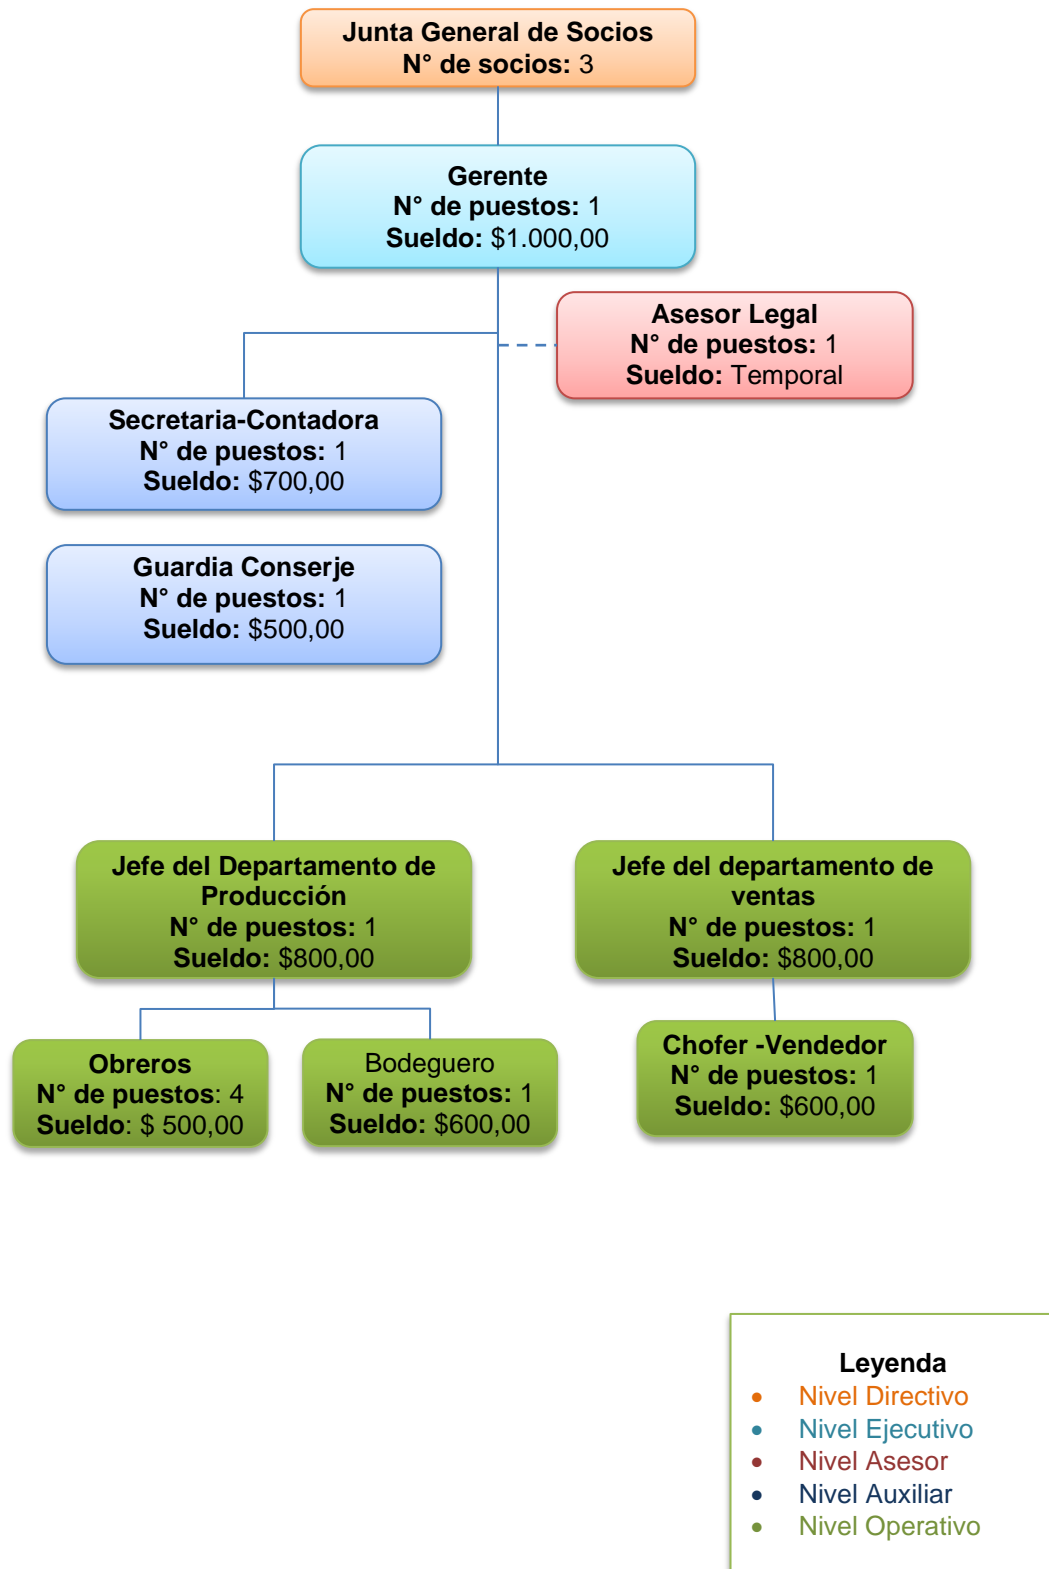 Junta General de Socios
N° de socios: 3
Gerente
N° de puestos: 1
Sueldo: $1.000,00
Asesor Legal
N° de puestos: 1
Sueldo: Temporal
Secretaria-Contadora
N° de puestos: 1
Sueldo: $700,00
Guardia Conserje
N° de puestos: 1
Sueldo: $500,00
Jefe del Departamento de
Producción
N° de puestos: 1
Sueldo: $800,00
Jefe del departamento de
ventas
N° de puestos: 1
Sueldo: $800,00
Obreros
N° de puestos: 4
Sueldo: $ 500,00
Bodeguero
N° de puestos: 1
Sueldo: $600,00
Chofer -Vendedor
N° de puestos: 1
Sueldo: $600,00
Leyenda
• Nivel Directivo
• Nivel Ejecutivo
• Nivel Asesor
• Nivel Auxiliar
• Nivel Operativo